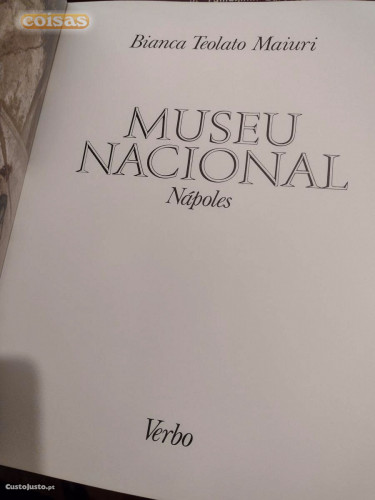 coisas
Bianca Teolato Maiuri
MUSEU
NACIONAL
Nápoles
Verbo
CustoJusto.pt